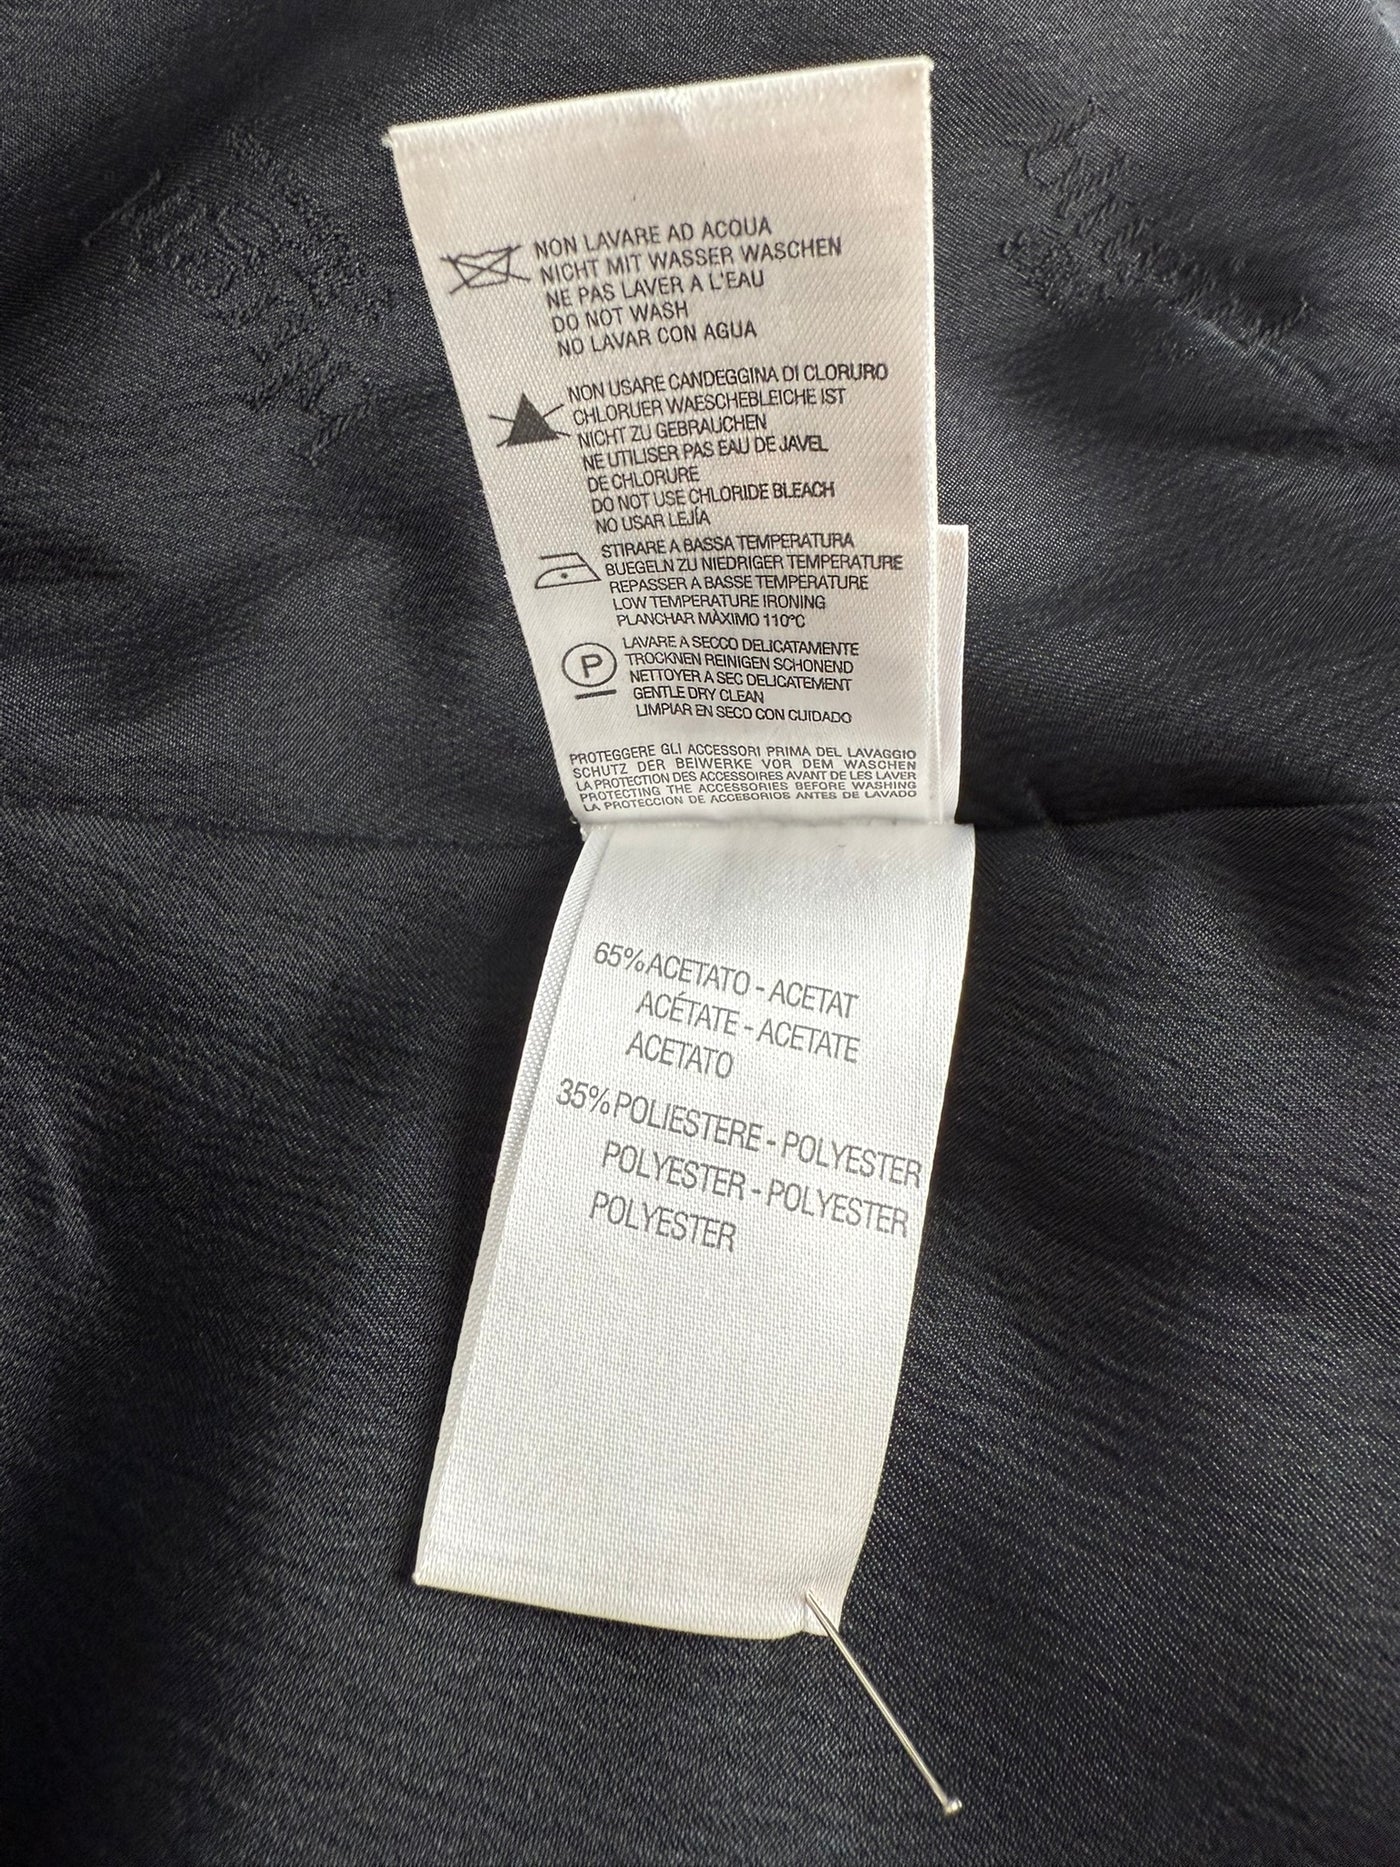 NON LAVARE AD ACQUA
NICHT MIT WASSER WASCHEN
NE PAS LAVER A L'EAU
DO NOT WASH
NO LAVAR CON AGUA
NON USARE CANDEGGINA DI CLORURO
CHLORUER WAESCHEBLEICHE IST
NICHT ZU GEBRAUCHEN
NE UTILISER PAS EAU DE JAVEL
DE CHLORURE
DO NOT USE CHLORIDE BLEACH
NO USAR LEJÍA
STIRARE A BASSA TEMPERATURA
BUEGELN ZU NIEDRIGER TEMPERATURE
REPASSER A BASSE TEMPERATURE
LOW TEMPERATURE IRONING
PLANCHAR MÀXIMO 110°C
P
LAVARE A SECCO DELICATAMENTE
TROCKNEN REINIGEN SCHONEND
NETTOYER A SEC DELICATEMENT
GENTLE DRY CLEAN
LIMPIAR EN SECO CON CUIDADO
PROTEGGERE GLI ACCESSORI PRIMA DEL LAVAGGIO
SCHUTZ DER BEIWERKE VOR DEM WASCHEN
LA PROTECTION DES ACCESSOIRES AVANT DE LES LAVER
PROTECTING THE ACCESSORIES BEFORE WASHING
LA PROTECCION DE ACCESORIOS ANTES DE LAVADO
65% ACETATO - ACETAT
ACÉTATE - ACETATE
ACETATO
35% POLIESTERE - POLYESTER
POLYESTER - POLYESTER
POLYESTER